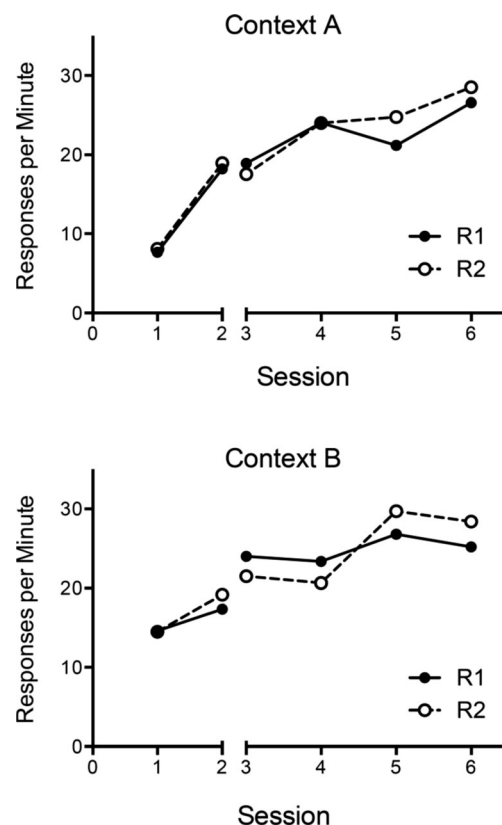 Context A
Responses per Minute
30
20
10
0
R1
R2
0 1 2 3 4 5 6
Session
Context B
Responses per Minute
30
20
10
0
R1
R2
0 1 2 3 4 5 6
Session